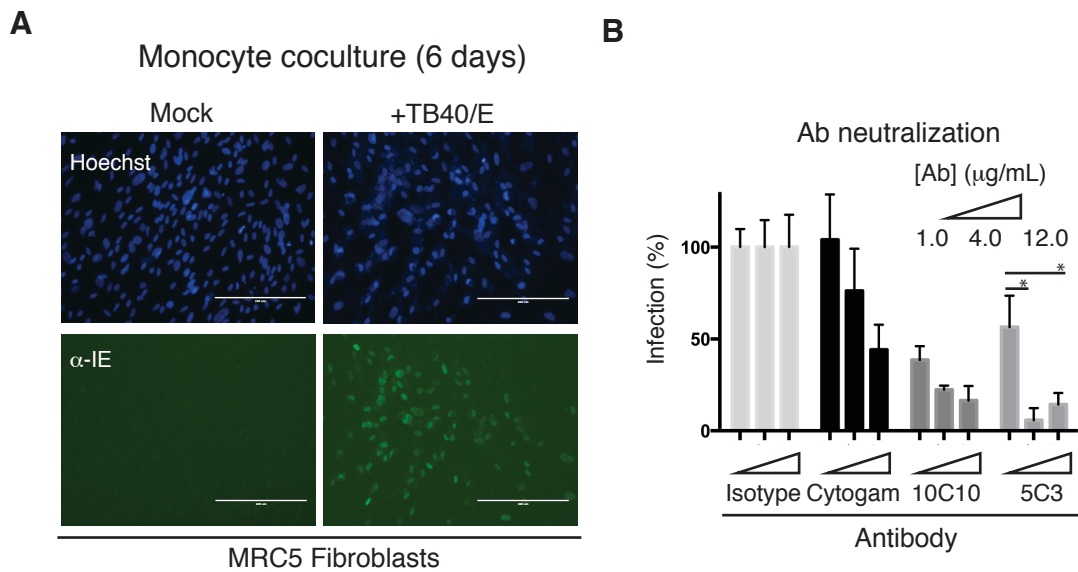 A
Monocyte coculture (6 days)
Mock
+TB40/E
Hoechst
α-IE
MRC5 Fibroblasts
B
Ab neutralization
[Ab] (μg/mL)
1.0 4.0 12.0
Infection (%)
100
50
0
* *
Isotype Cytogam 10C10 5C3
Antibody